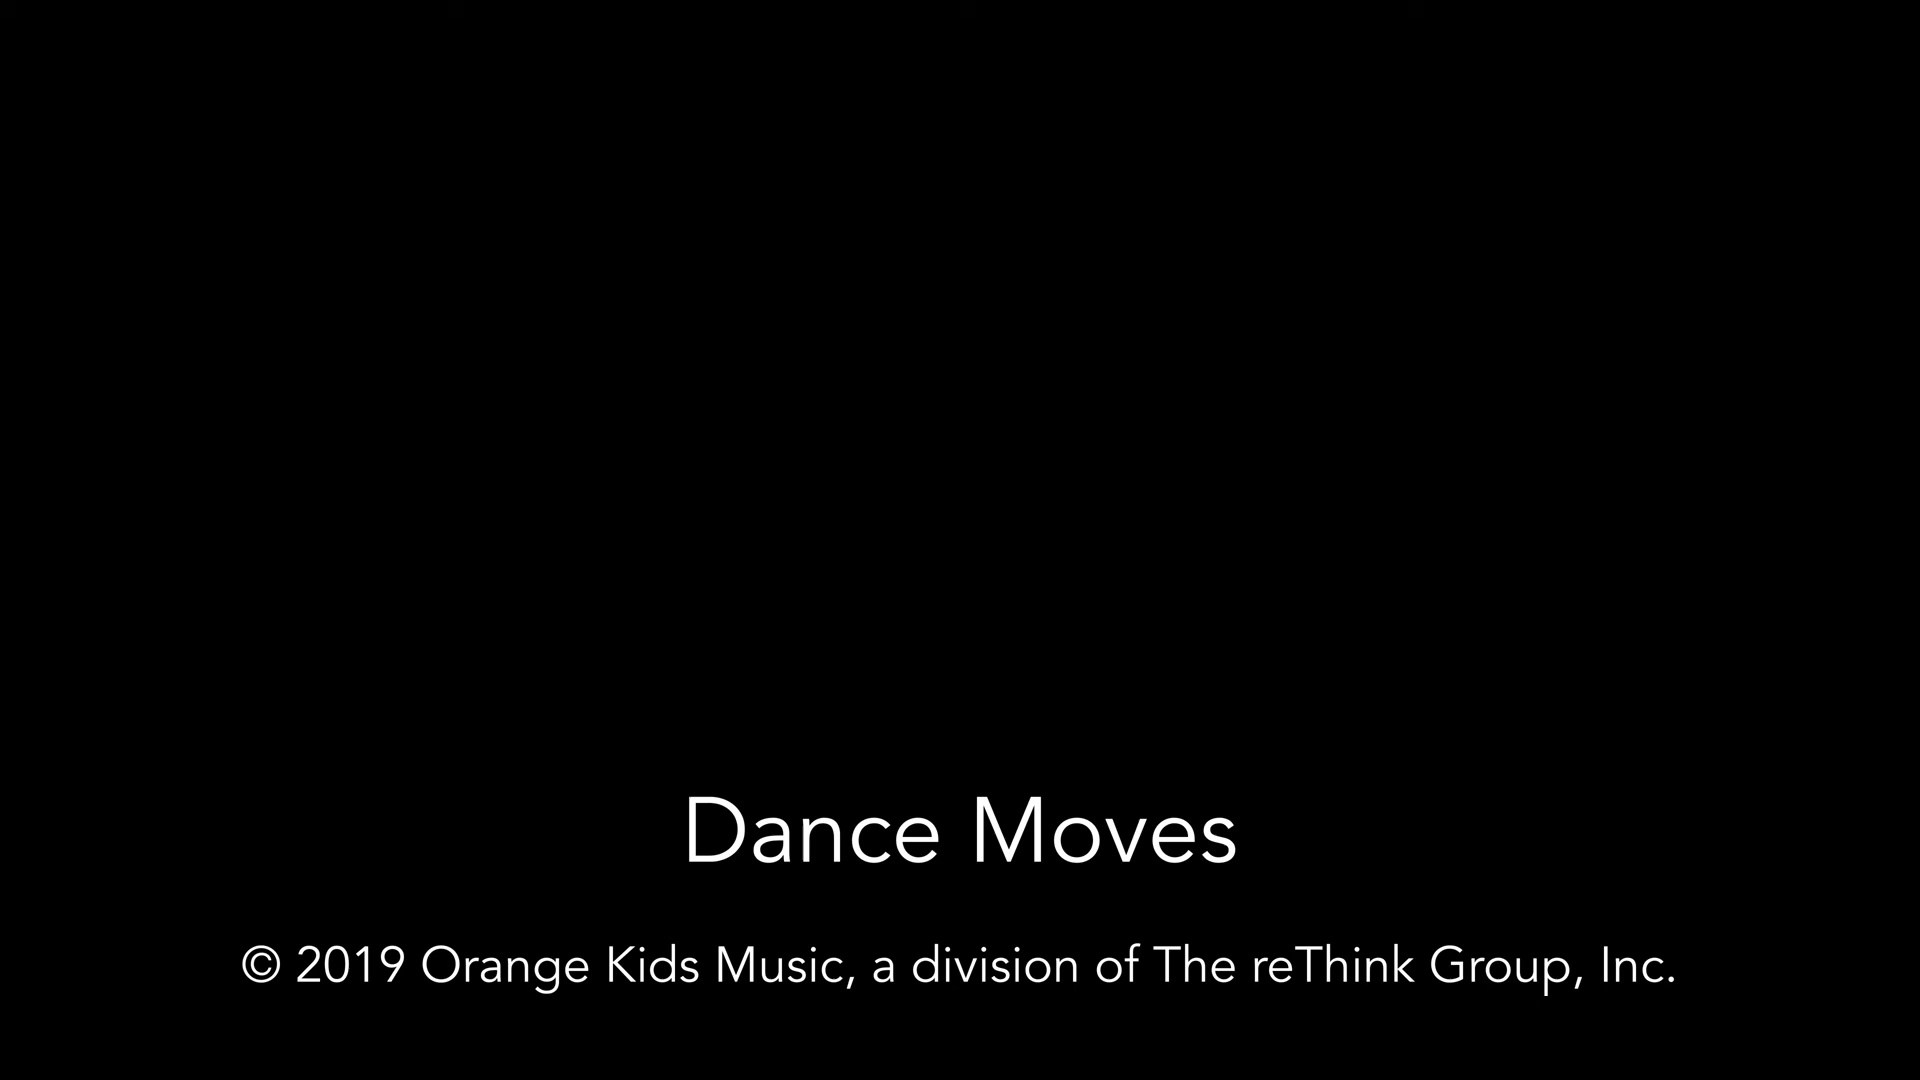 Dance Moves
© 2019 Orange Kids Music, a division of The reThink Group, Inc.